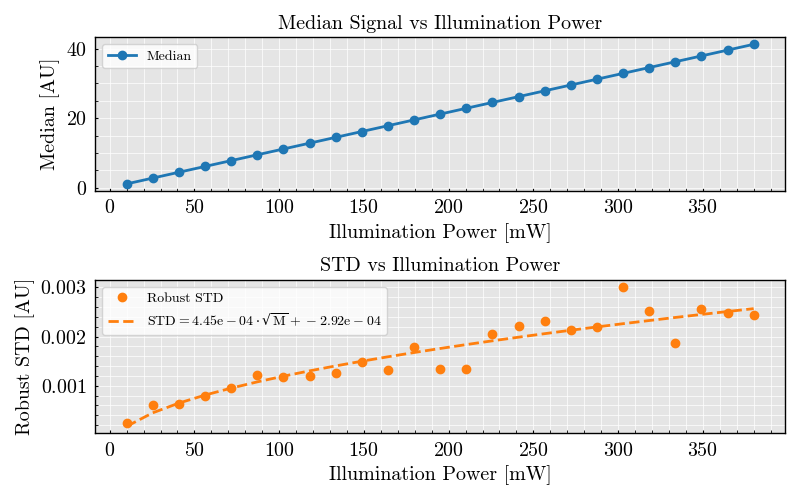 Median Signal vs Illumination Power
Median [AU]
40
20
0
Median
0 50 100 150 200 250 300 350
Illumination Power [mW]
STD vs Illumination Power
Robust STD [AU]
0.003
0.002
0.001
Robust STD
STD = 4.45e − 04 · √M + −2.92e − 04
0 50 100 150 200 250 300 350
Illumination Power [mW]